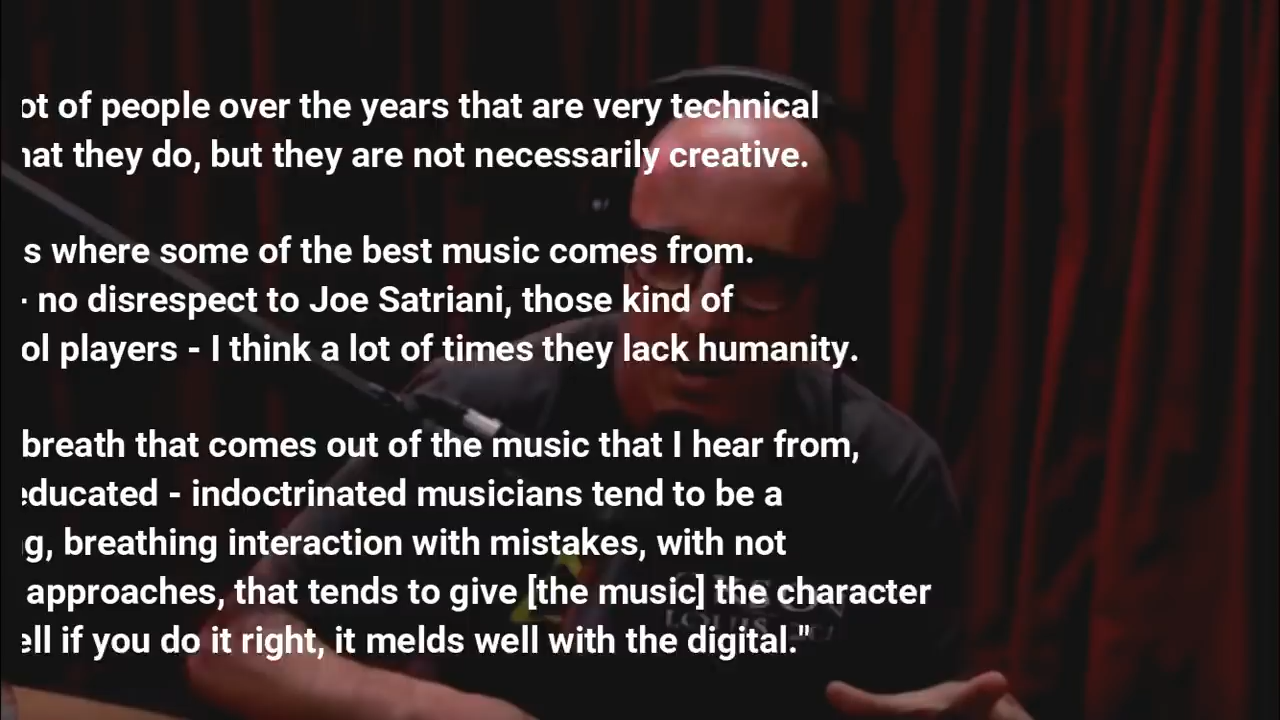 ot of people over the years that are very technical
hat they do, but they are not necessarily creative.
s where some of the best music comes from.
- no disrespect to Joe Satriani, those kind of
ol players - I think a lot of times they lack humanity.
breath that comes out of the music that I hear from,
educated - indoctrinated musicians tend to be a
g, breathing interaction with mistakes, with not
approaches, that tends to give [the music] the character
ell if you do it right, it melds well with the digital."